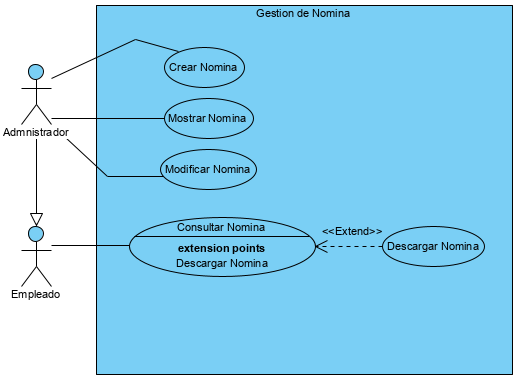 Gestion de Nomina
Crear Nomina
Mostrar Nomina
Admnistrador
Modificar Nomina
Consultar Nomina
extension points
Descargar Nomina
<<Extend>>
Descargar Nomina
Empleado